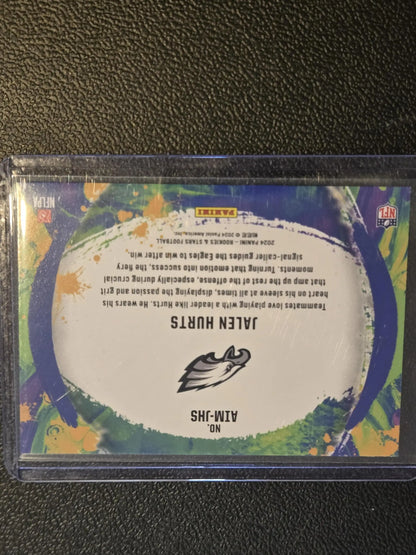 NO.
AIM-JHS
JALEN HURTS
Teammates love playing with a leader like Hurts. He wears his
heart on his sleeve at all times, displaying the passion and grit
that amp up the rest of the offense, especially during crucial
moments. Turning that emotion into success, the fiery
signal-caller guides the Eagles to win after win.
2024 PANINI - ROOKIES & STARS FOOTBALL
© 2024 Panini America, Inc.
PANINI
NFL
NFLPA